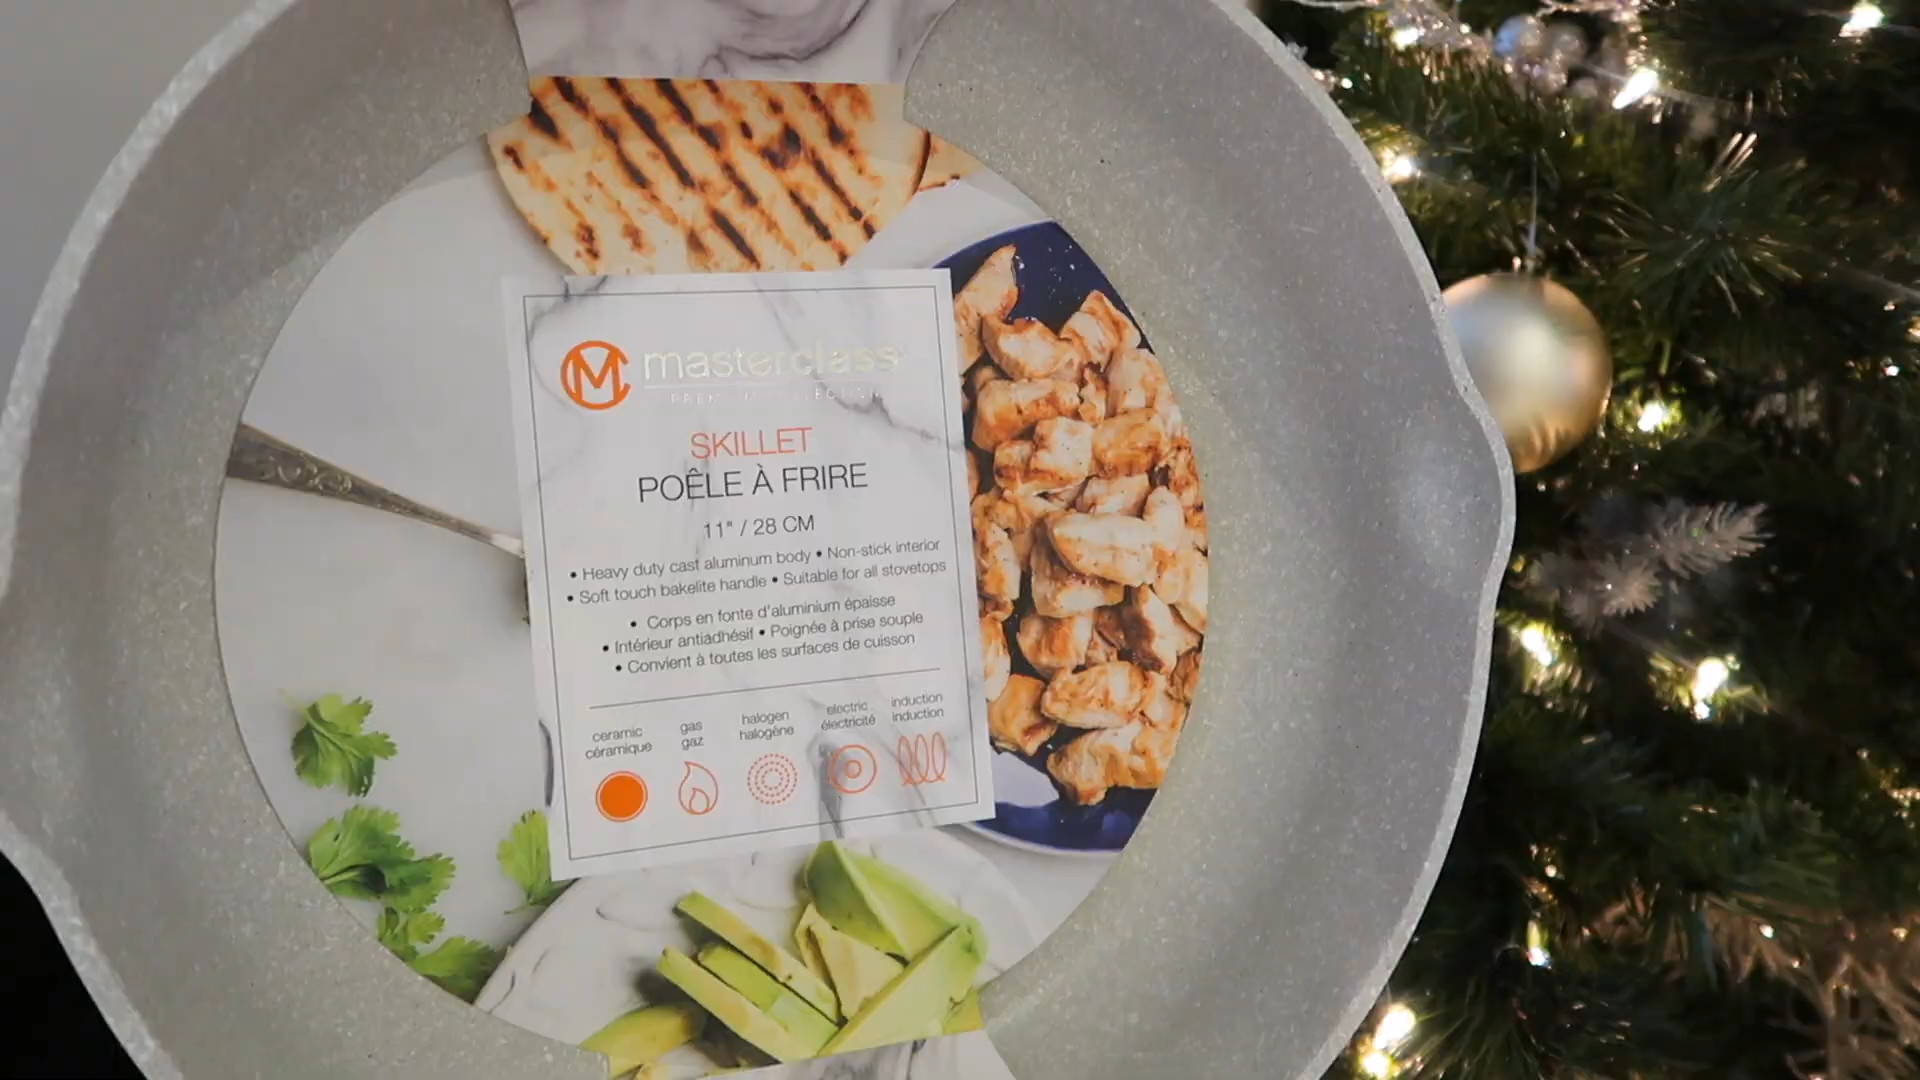 masterclass
PREMIUM COLLECTION
SKILLET
POÊLE À FRIRE
11" / 28 CM
• Heavy duty cast aluminum body • Non-stick interior
• Soft touch bakelite handle • Suitable for all stovetops
• Corps en fonte d'aluminium épaisse
• Intérieur antiadhésif • Poignée à prise souple
• Convient à toutes les surfaces de cuisson
ceramic gas halogen electric induction
céramique gaz halogène électricité induction